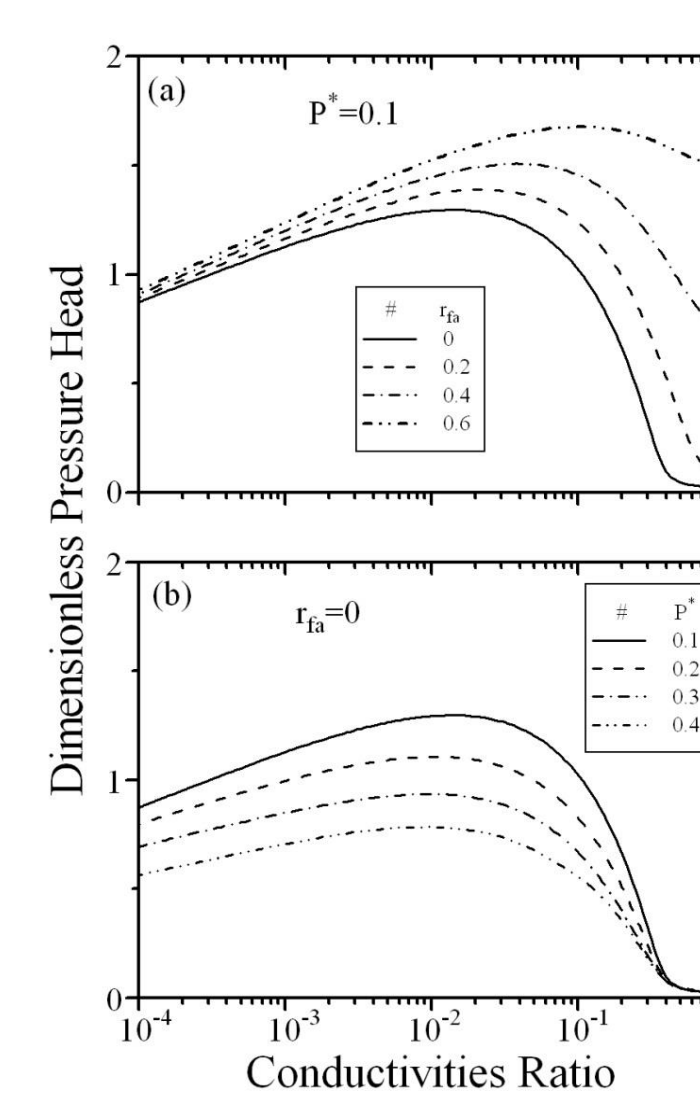 2
(a)
P*=0.1
1
# r_fa
0
0.2
0.4
0.6
0
Dimensionless Pressure Head
2
(b)
r_fa=0
# P*
0.1
0.2
0.3
0.4
1
0
10^-4 10^-3 10^-2 10^-1
Conductivities Ratio